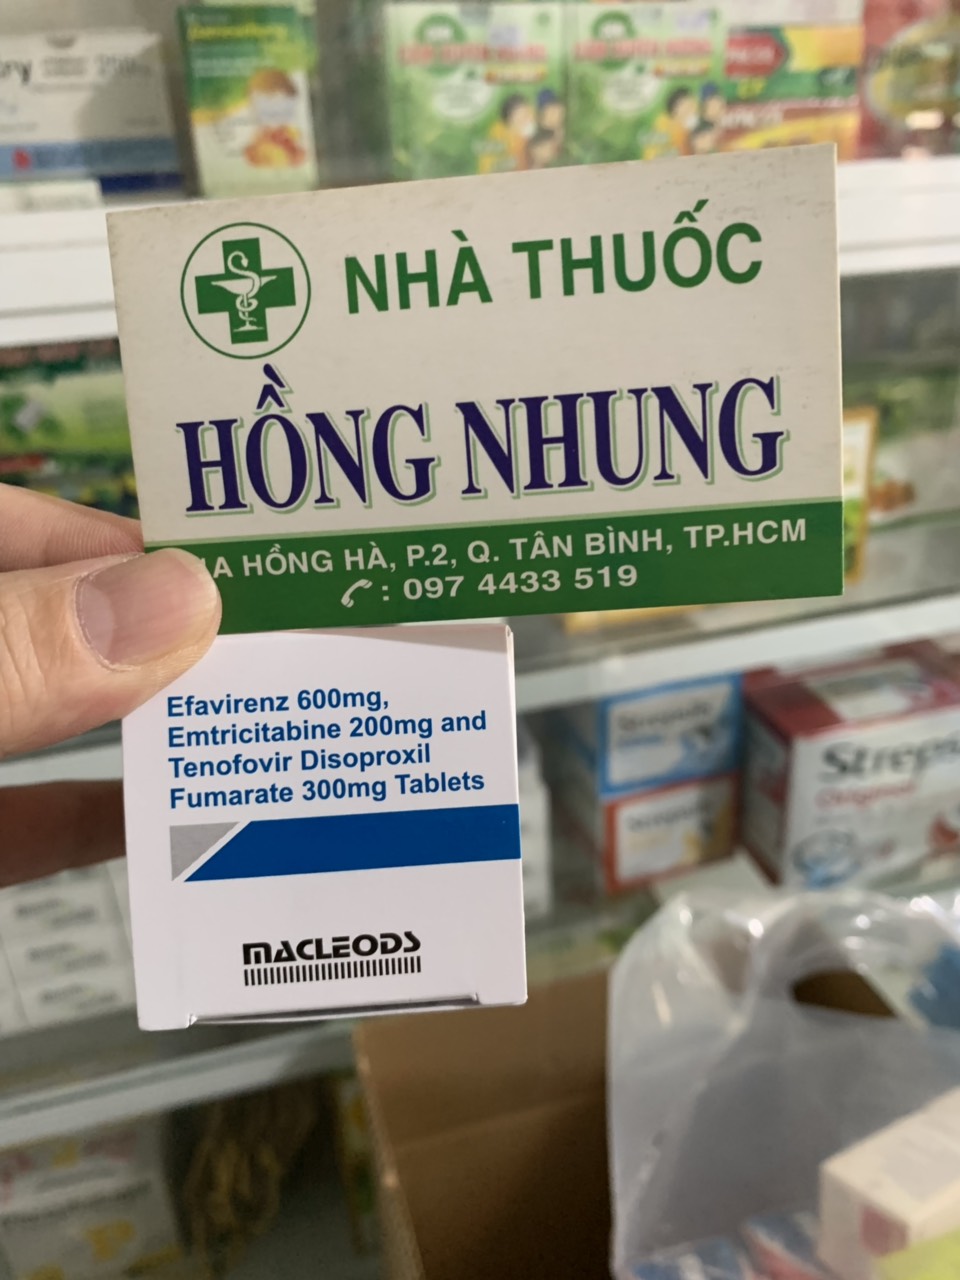 NHÀ THUỐC
HỒNG NHUNG
HỒNG HÀ, P.2, Q. TÂN BÌNH, TP.HCM
: 097 4433 519
Efavirenz 600mg,
Emtricitabine 200mg and
Tenofovir Disoproxil
Fumarate 300mg Tablets
MACLEODS